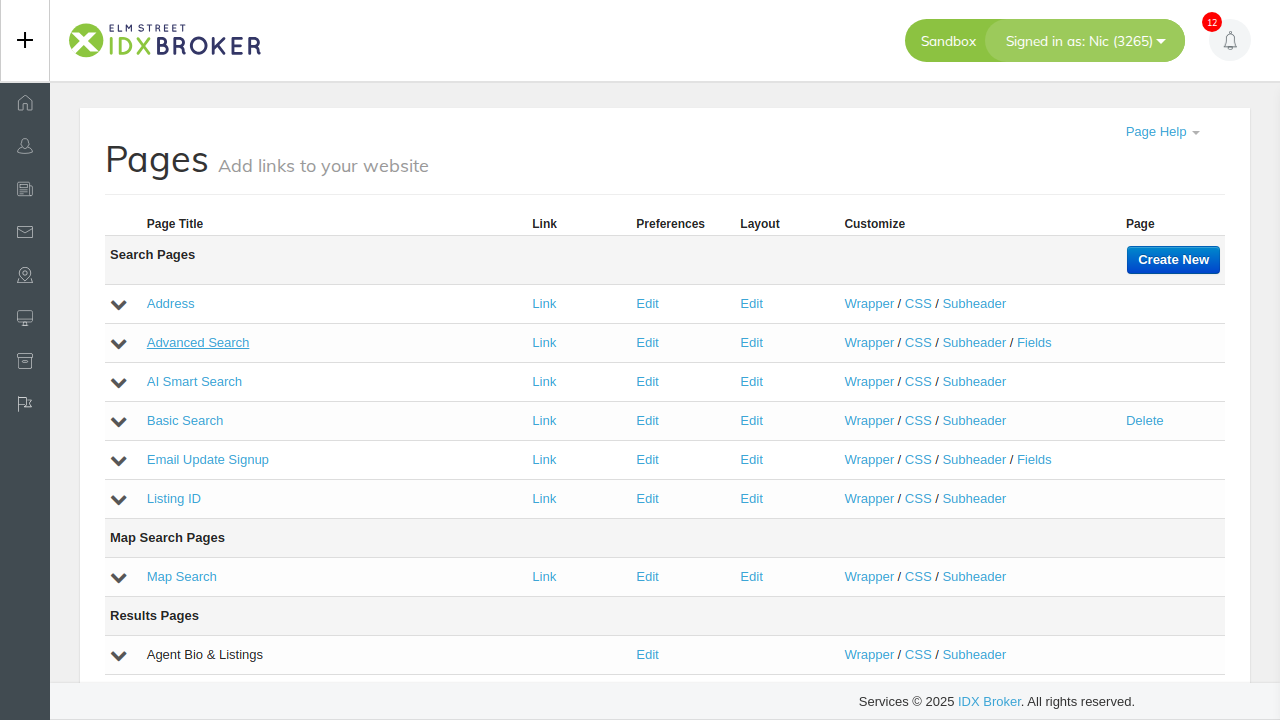 ELM STREET
IDXBROKER
Sandbox
Signed in as: Nic (3265)
12
Page Help
Pages Add links to your website
Page Title Link Preferences Layout Customize Page
Search Pages Create New
Address Link Edit Edit Wrapper / CSS / Subheader
Advanced Search Link Edit Edit Wrapper / CSS / Subheader / Fields
AI Smart Search Link Edit Edit Wrapper / CSS / Subheader
Basic Search Link Edit Edit Wrapper / CSS / Subheader Delete
Email Update Signup Link Edit Edit Wrapper / CSS / Subheader / Fields
Listing ID Link Edit Edit Wrapper / CSS / Subheader
Map Search Pages
Map Search Link Edit Edit Wrapper / CSS / Subheader
Results Pages
Agent Bio & Listings Edit Wrapper / CSS / Subheader
Services © 2025 IDX Broker. All rights reserved.